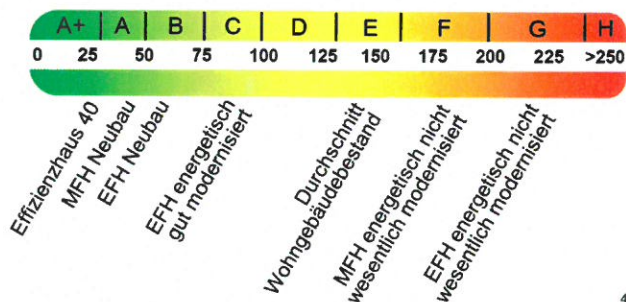 A+ A B C D E F G H
0 25 50 75 100 125 150 175 200 225 >250
Effizienzhaus 40
MFH Neubau
EFH Neubau
EFH energetisch
gut modernisiert
Durchschnitt
Wohngebäudebestand
MFH energetisch nicht
wesentlich modernisiert
EFH energetisch nicht
wesentlich modernisiert